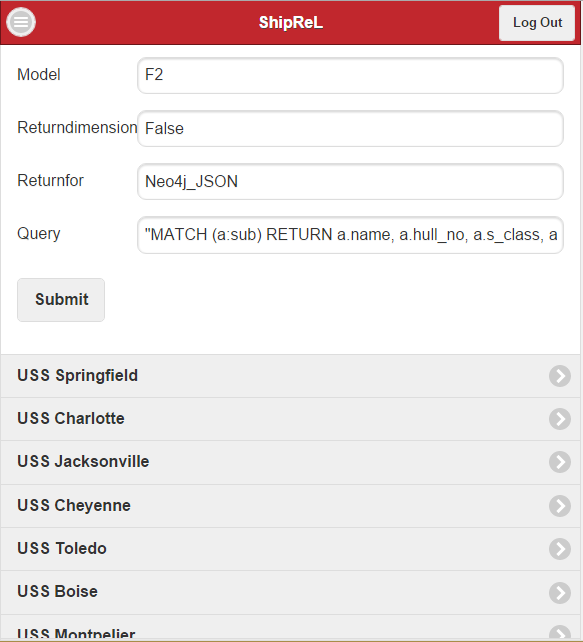 ShipReL
Log Out
Model
F2
Returndimension
False
Returnfor
Neo4j_JSON
Query
"MATCH (a:sub) RETURN a.name, a.hull_no, a.s_class, a
Submit
USS Springfield
USS Charlotte
USS Jacksonville
USS Cheyenne
USS Toledo
USS Boise
USS Montpelier